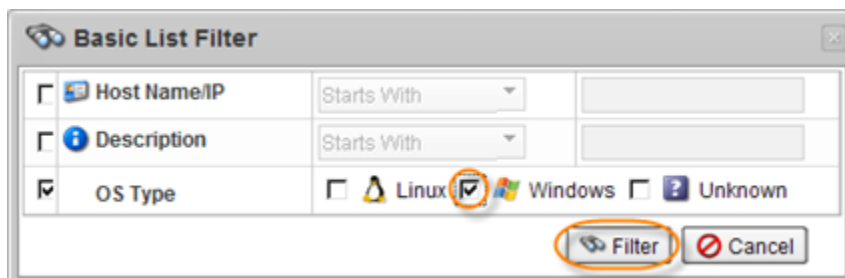 Basic List Filter
Host Name/IP Starts With
Description Starts With
OS Type Linux Windows Unknown
Filter Cancel